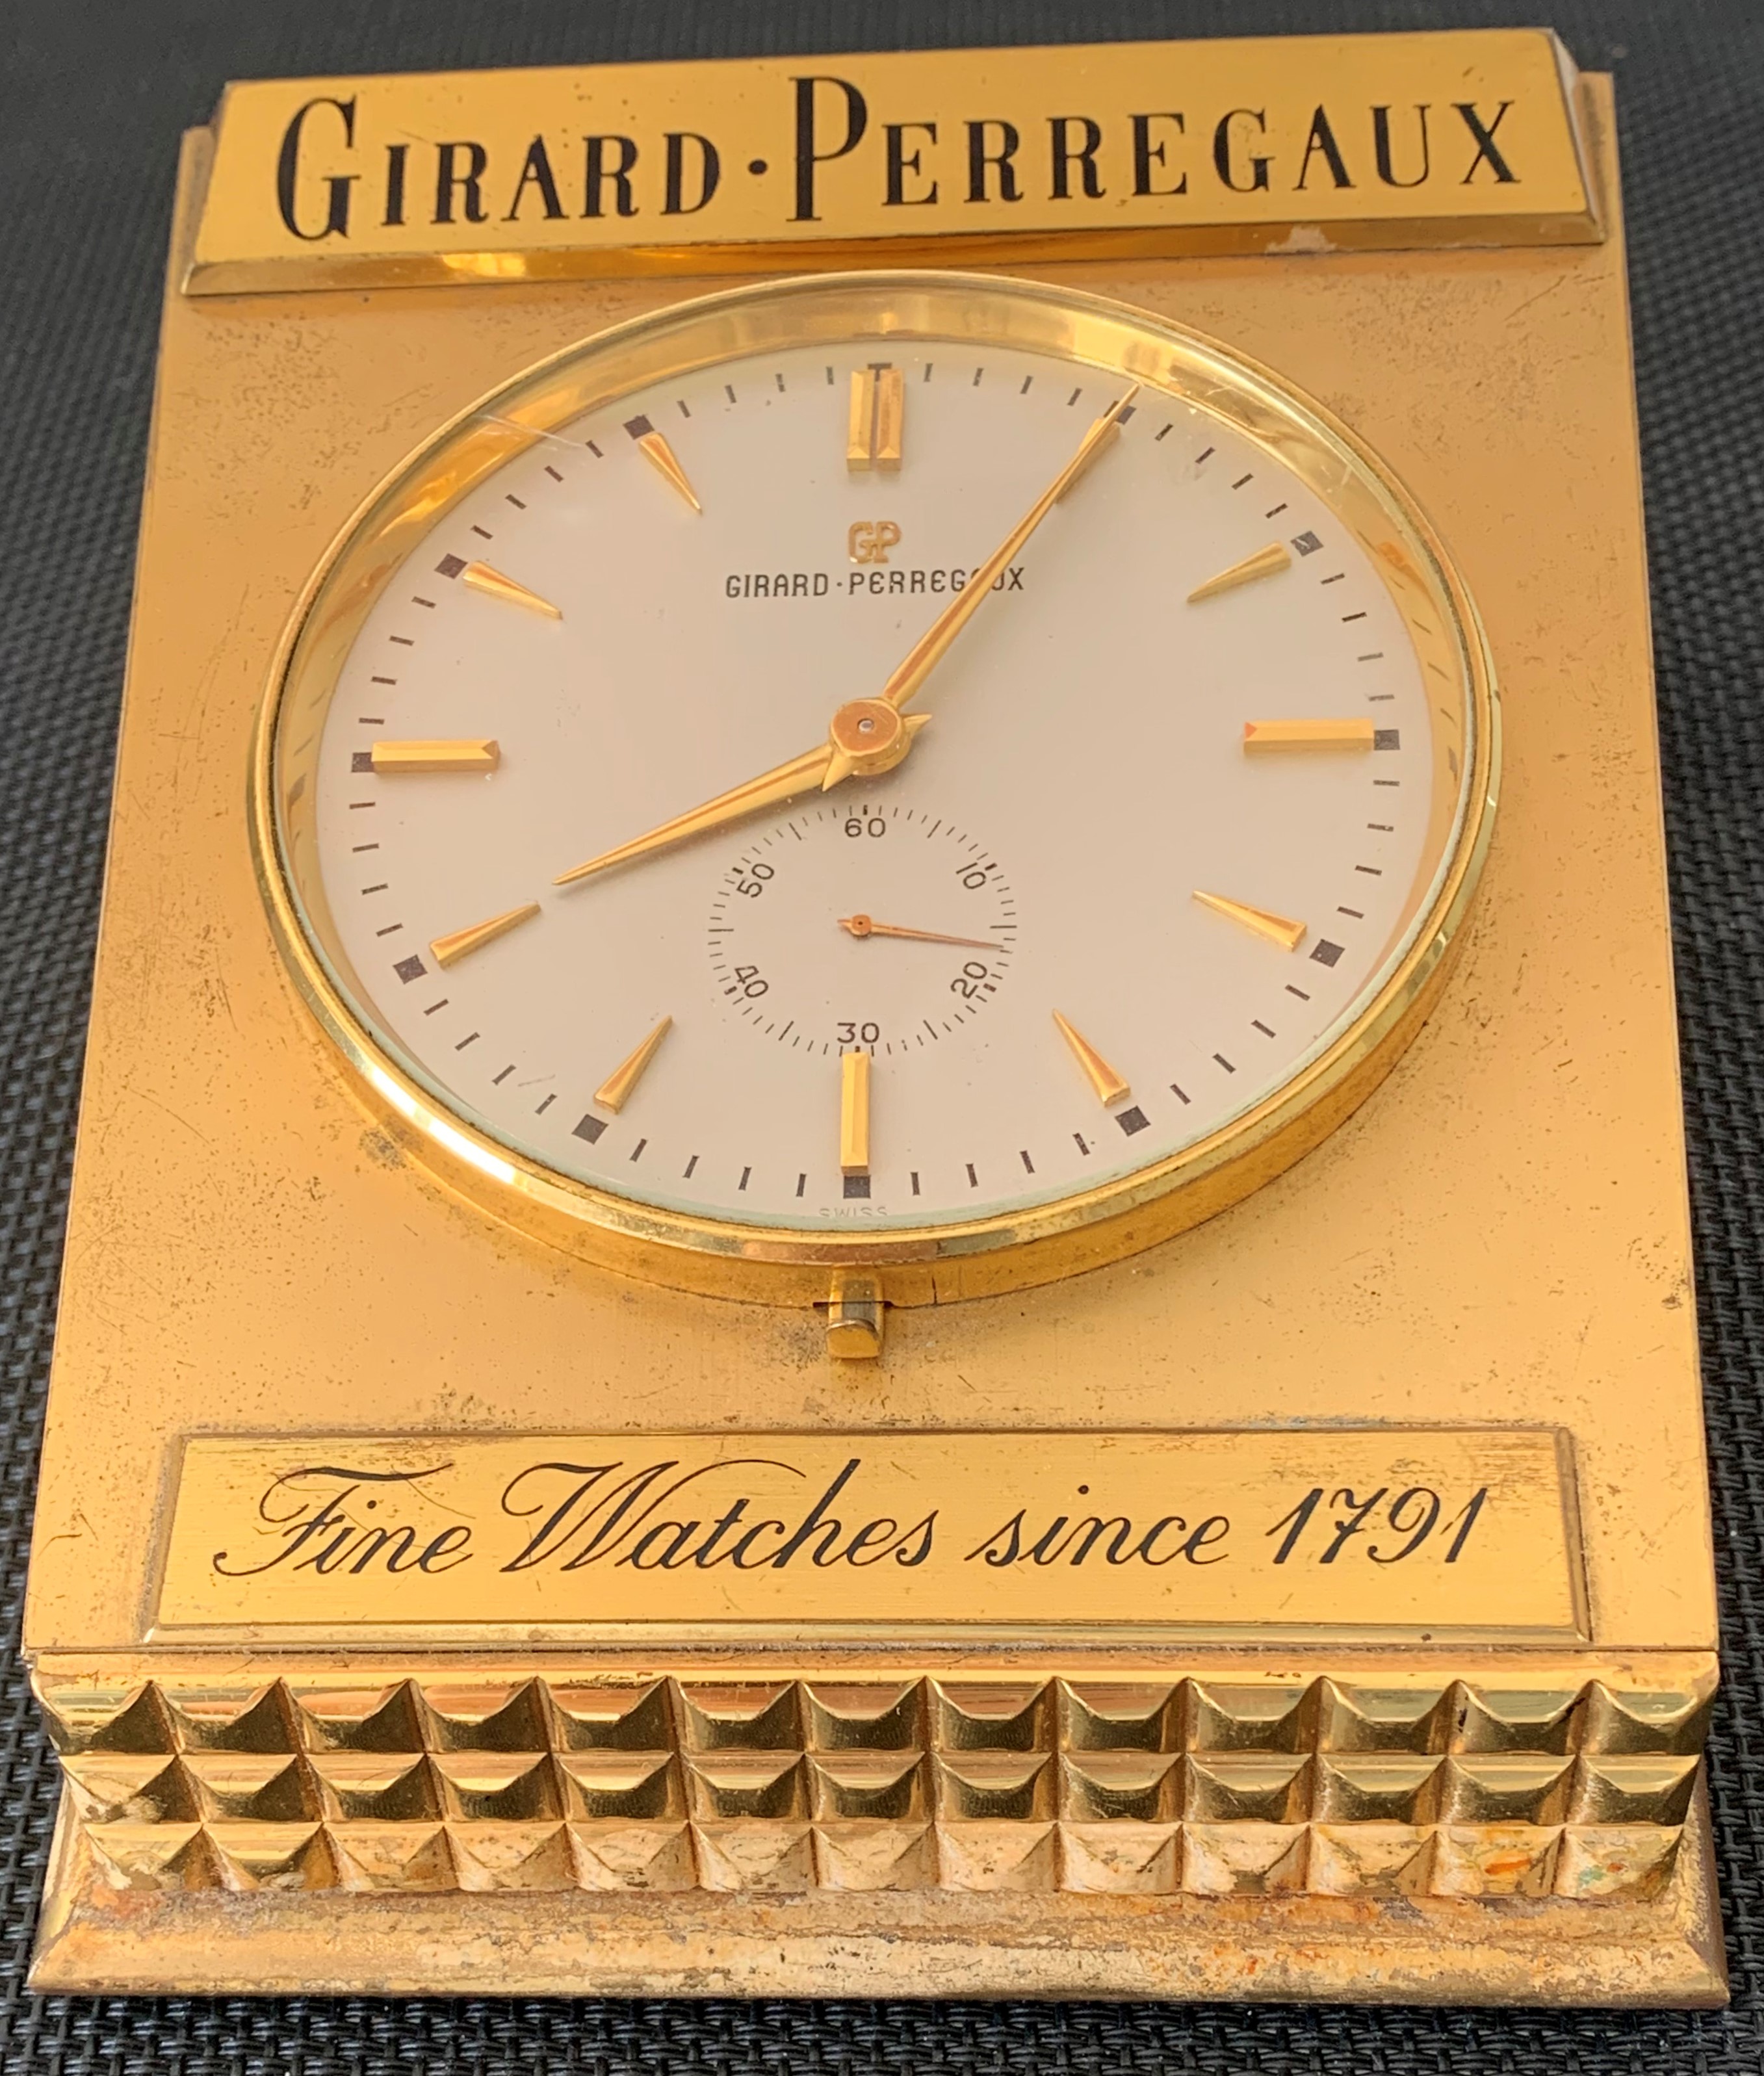 GIRARD·PERREGAUX
GP
GIRARD·PERREGAUX
60
50 10
40 20
30
SWISS
Fine Watches since 1791